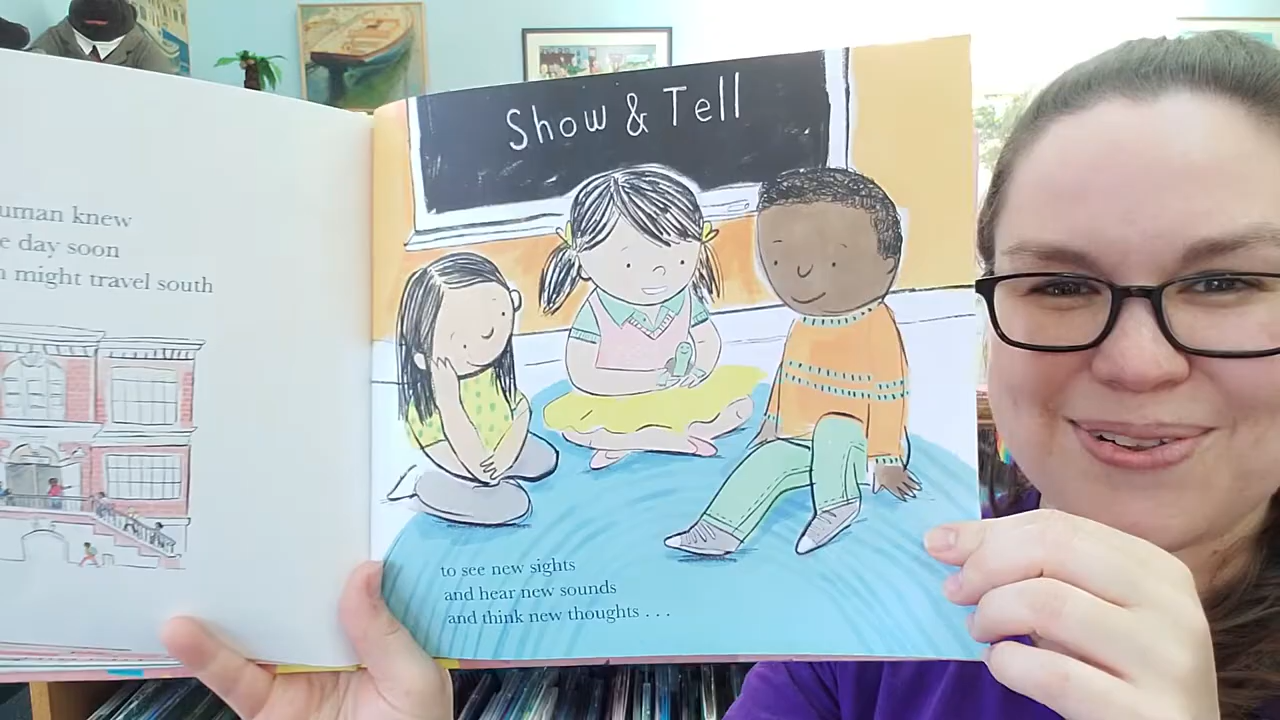 knew
day soon
might travel south
Show & Tell
to see new sights
and hear new sounds
and think new thoughts . . .